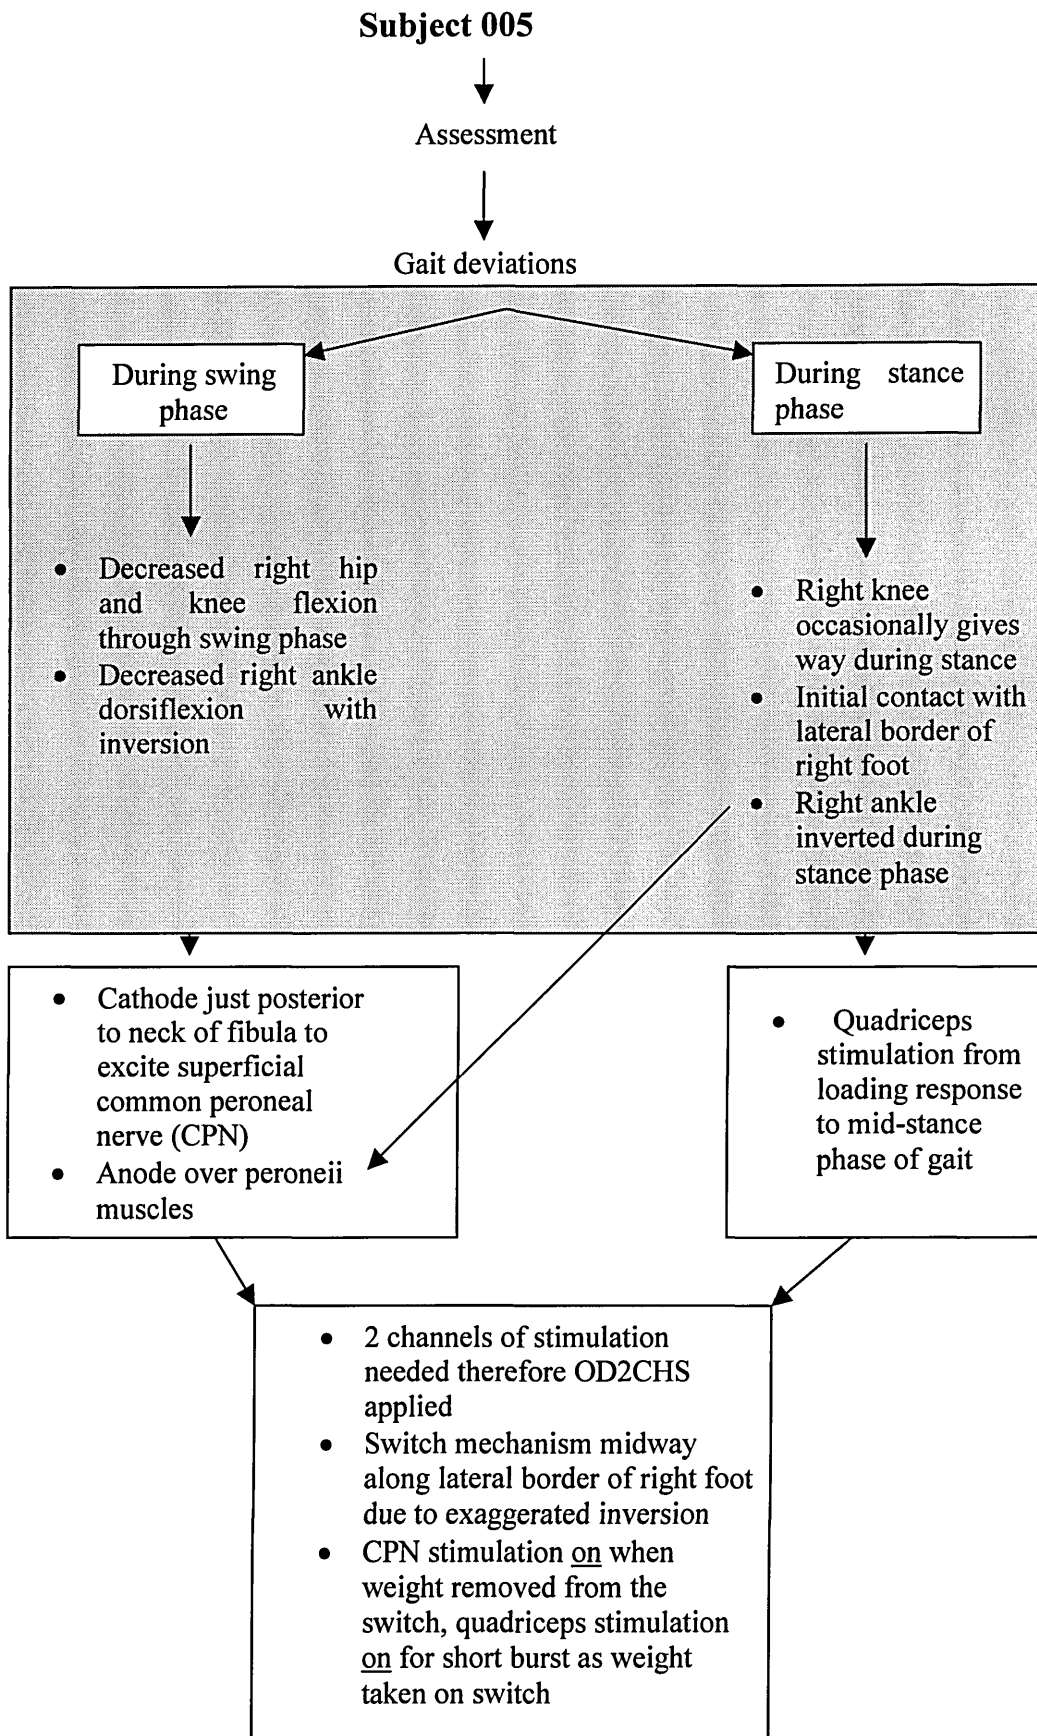 Subject 005
Assessment
Gait deviations
During swing
phase
During stance
phase
• Decreased right hip
and knee flexion
through swing phase
• Decreased right ankle
dorsiflexion with
inversion
• Right knee
occasionally gives
way during stance
• Initial contact with
lateral border of
right foot
• Right ankle
inverted during
stance phase
• Cathode just posterior
to neck of fibula to
excite superficial
common peroneal
nerve (CPN)
• Anode over peroneii
muscles
• Quadriceps
stimulation from
loading response
to mid-stance
phase of gait
• 2 channels of stimulation
needed therefore OD2CHS
applied
• Switch mechanism midway
along lateral border of right foot
due to exaggerated inversion
• CPN stimulation on when
weight removed from the
switch, quadriceps stimulation
on for short burst as weight
taken on switch